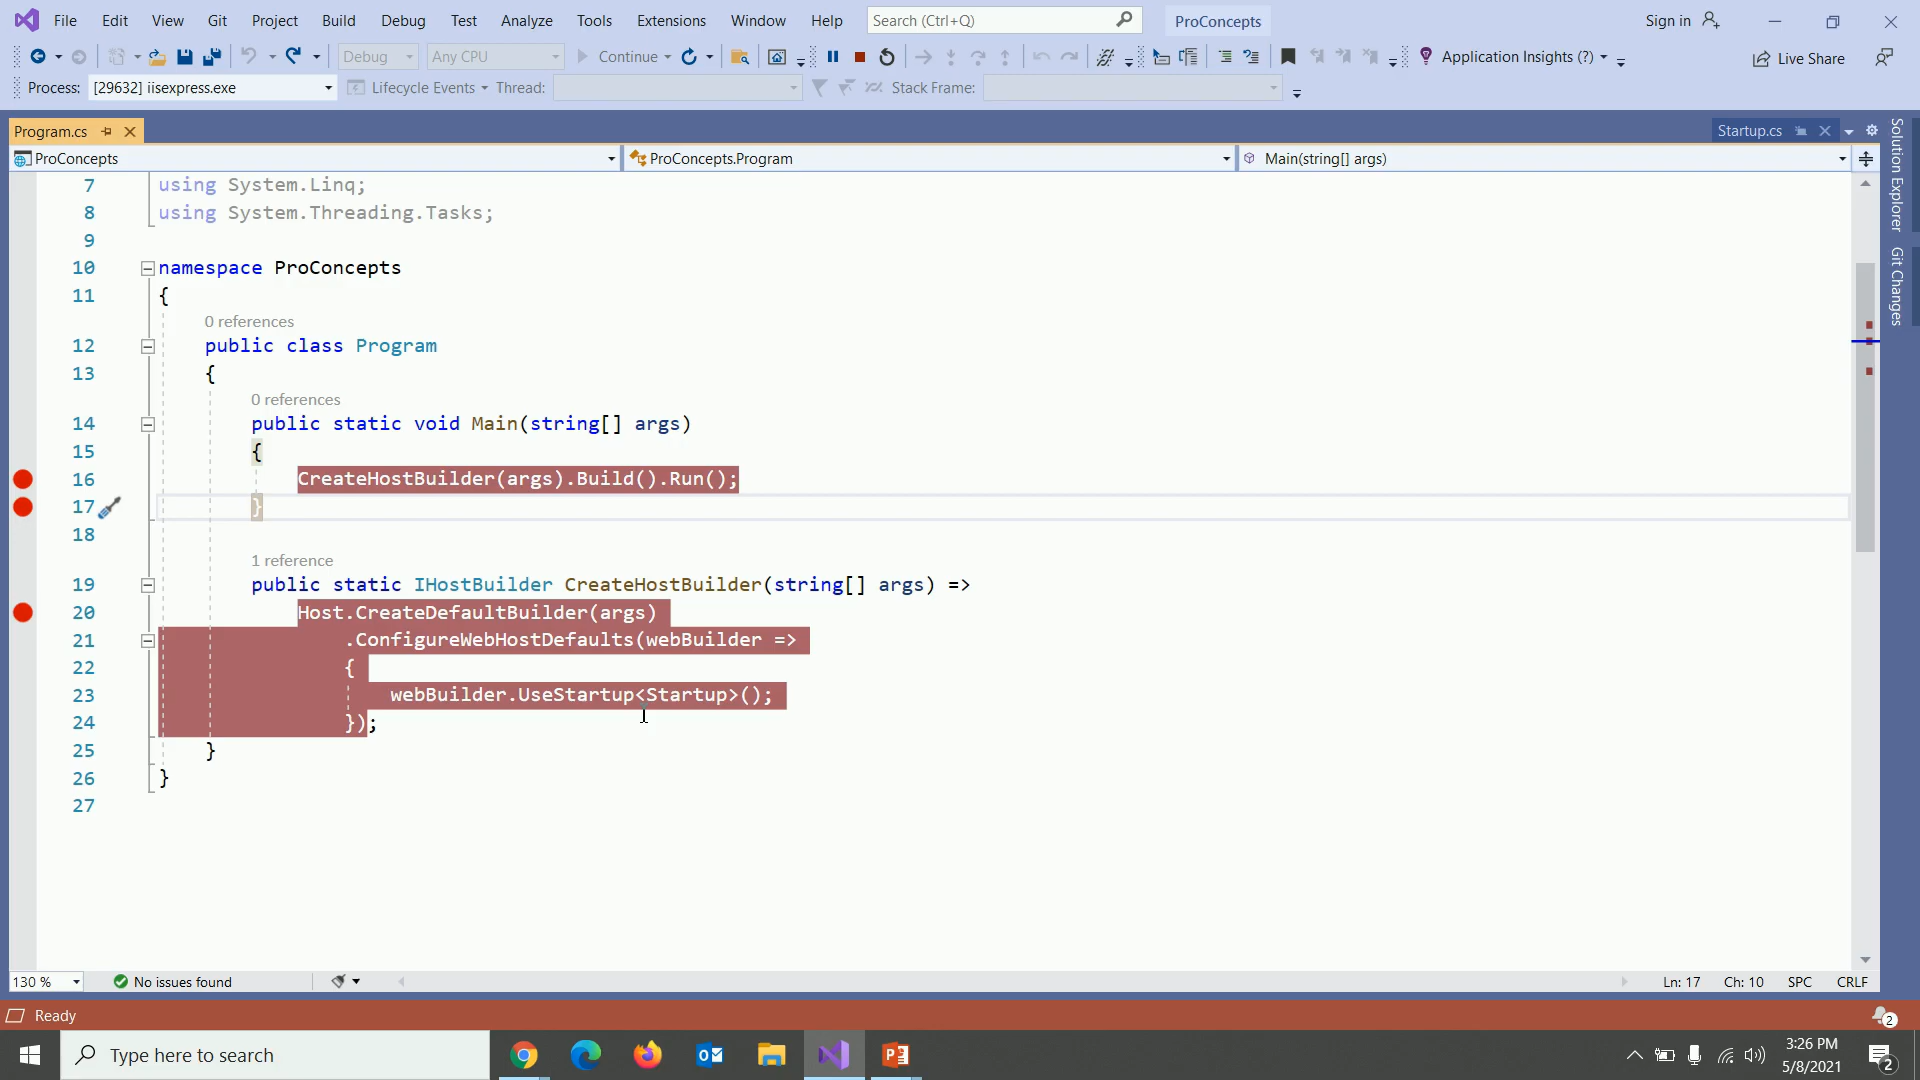 File Edit View Git Project Build Debug Test Analyze Tools Extensions Window Help Search (Ctrl+Q) ProConcepts Sign in
Debug Any CPU Continue Application Insights (?) Live Share
Process: [29632] iisexpress.exe Lifecycle Events Thread: Stack Frame:
Program.cs Startup.cs
ProConcepts ProConcepts.Program Main(string[] args)
Solution Explorer
Git Changes
7 using System.Linq;
8 using System.Threading.Tasks;
9
10 namespace ProConcepts
11 {
0 references
12 public class Program
13 {
0 references
14 public static void Main(string[] args)
15 {
16 CreateHostBuilder(args).Build().Run();
17 }
18
1 reference
19 public static IHostBuilder CreateHostBuilder(string[] args) =>
20 Host.CreateDefaultBuilder(args)
21 .ConfigureWebHostDefaults(webBuilder =>
22 {
23 webBuilder.UseStartup<Startup>();
24 });
25 }
26 }
27
130 % No issues found Ln: 17 Ch: 10 SPC CRLF
Ready 2
Type here to search 3:26 PM
5/8/2021 2